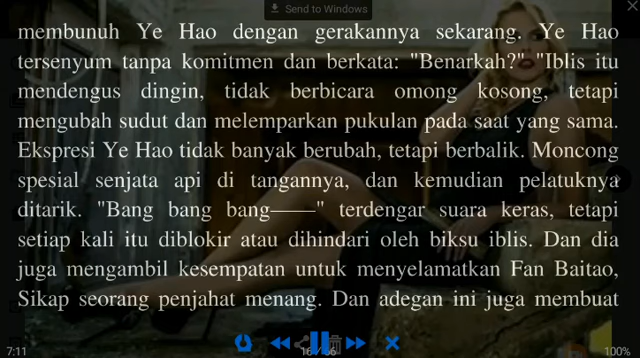 Send to Windows
membunuh Ye Hao dengan gerakannya sekarang. Ye Hao
tersenyum tanpa komitmen dan berkata: "Benarkah?" "Iblis itu
mendengus dingin, tidak berbicara omong kosong, tetapi
mengubah sudut dan melemparkan pukulan pada saat yang sama.
Ekspresi Ye Hao tidak banyak berubah, tetapi berbalik. Moncong
spesial senjata api di tangannya, dan kemudian pelatuknya
ditarik. "Bang bang bang——" terdengar suara keras, tetapi
setiap kali itu diblokir atau dihindari oleh biksu iblis. Dan dia
juga mengambil kesempatan untuk menyelamatkan Fan Baitao,
Sikap seorang penjahat menang. Dan adegan ini juga membuat
7:11
100%